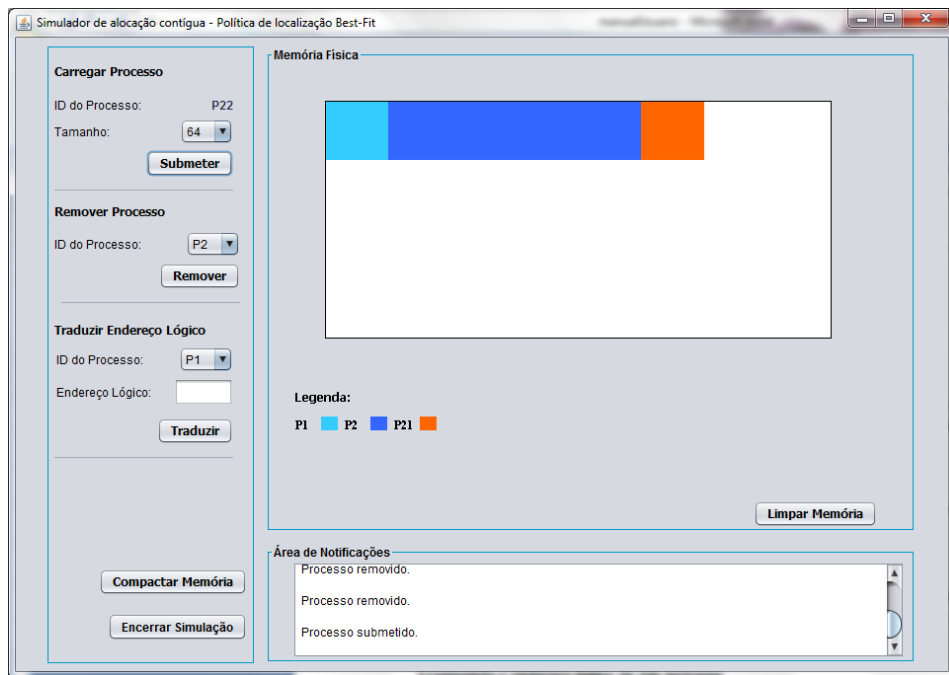 Simulador de alocação contígua - Política de localização Best-Fit
Carregar Processo
ID do Processo: P22
Tamanho: 64
Submeter
Remover Processo
ID do Processo: P2
Remover
Traduzir Endereço Lógico
ID do Processo: P1
Endereço Lógico:
Traduzir
Compactar Memória
Encerrar Simulação
Memória Física
Legenda:
P1 P2 P21
Limpar Memória
Área de Notificações
Processo removido.
Processo removido.
Processo submetido.